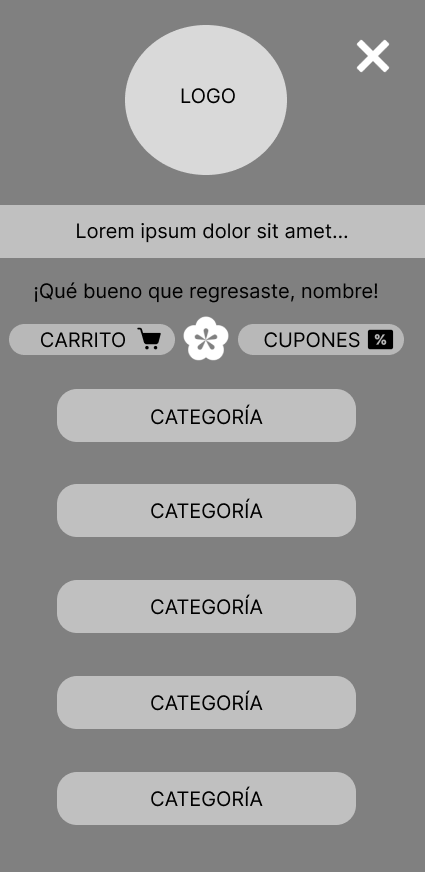 LOGO
Lorem ipsum dolor sit amet...
¡Qué bueno que regresaste, nombre!
CARRITO
CUPONES %
CATEGORÍA
CATEGORÍA
CATEGORÍA
CATEGORÍA
CATEGORÍA